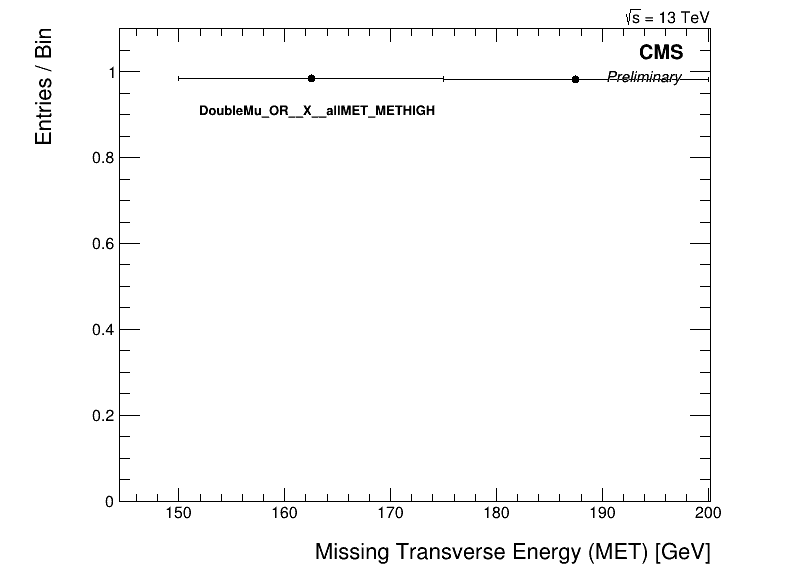 √s = 13 TeV
CMS
Preliminary
DoubleMu_OR__X__allMET_METHIGH
Entries / Bin
1
0.8
0.6
0.4
0.2
0
150 160 170 180 190 200
Missing Transverse Energy (MET) [GeV]